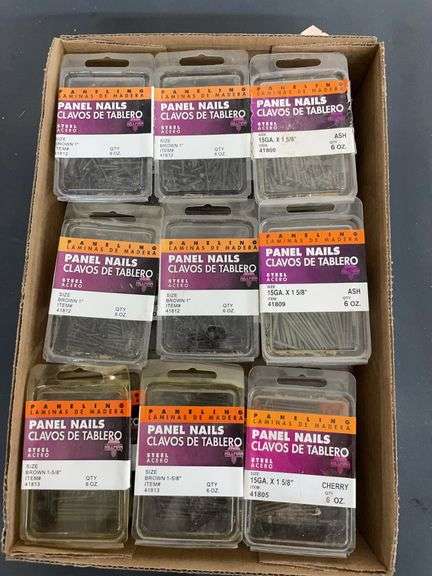 PANELING
LAMINAS DE MADERA
PANEL NAILS
CLAVOS DE TABLERO
STEEL
ACERO
SIZE
BROWN 1"
ITEM#
41812
QTY
6 OZ.
PANELING
LAMINAS DE MADERA
PANEL NAILS
CLAVOS DE TABLERO
STEEL
ACERO
SIZE
BROWN 1"
ITEM#
41812
QTY
6 OZ.
PANELING
LAMINAS DE MADERA
PANEL NAILS
CLAVOS DE TABLERO
STEEL
ACERO
SIZE
15GA. X 1 5/8" ASH
ITEM# QTY
6 OZ.
PANELING
LAMINAS DE MADERA
PANEL NAILS
CLAVOS DE TABLERO
STEEL
ACERO
SIZE
BROWN 1"
ITEM# QTY
41812 6 OZ.
PANELING
LAMINAS DE MADERA
PANEL NAILS
CLAVOS DE TABLERO
STEEL
ACERO
SIZE
BROWN 1"
ITEM# QTY
41812 6 OZ.
PANELING
LAMINAS DE MADERA
PANEL NAILS
CLAVOS DE TABLERO
STEEL
ACERO
SIZE
15GA. X 1 5/8" ASH
ITEM# QTY
41809 6 OZ.
PANELING
LAMINAS DE MADERA
PANEL NAILS
CLAVOS DE TABLERO
STEEL
ACERO
SIZE
BROWN 1-5/8"
ITEM# QTY
41813 6 OZ.
PANELING
LAMINAS DE MADERA
PANEL NAILS
CLAVOS DE TABLERO
STEEL
ACERO
SIZE
BROWN 1-5/8"
ITEM# QTY
41813 6 OZ.
PANELING
LAMINAS DE MADERA
PANEL NAILS
CLAVOS DE TABLERO
STEEL
ACERO
SIZE
15GA. X 1 5/8" CHERRY
ITEM# QTY
41805 6 OZ.